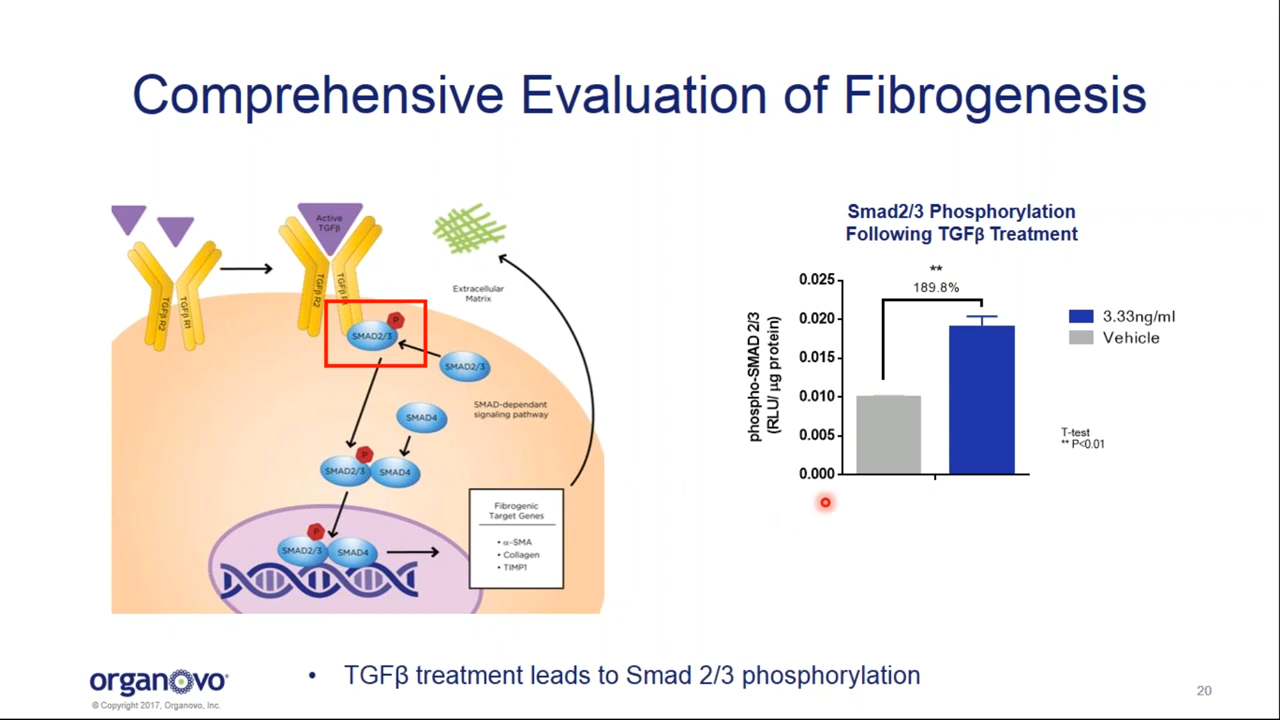 Comprehensive Evaluation of Fibrogenesis
Active
TGFβ
TGFβ R2
TGFβ R1
TGFβ R2
Extracellular
Matrix
P
SMAD2/3
SMAD2/3
SMAD-dependant
signaling pathway
SMAD4
P
SMAD2/3
SMAD4
Fibrogenic
Target Genes
• α-SMA
• Collagen
• TIMP1
P
SMAD2/3
SMAD4
Smad2/3 Phosphorylation
Following TGFβ Treatment
**
189.8%
phospho-SMAD 2/3
(RLU/ µg protein)
0.025
0.020
0.015
0.010
0.005
0.000
3.33ng/ml
Vehicle
T-test
** P<0.01
• TGFβ treatment leads to Smad 2/3 phosphorylation
organovo
© Copyright 2017, Organovo, Inc.
20